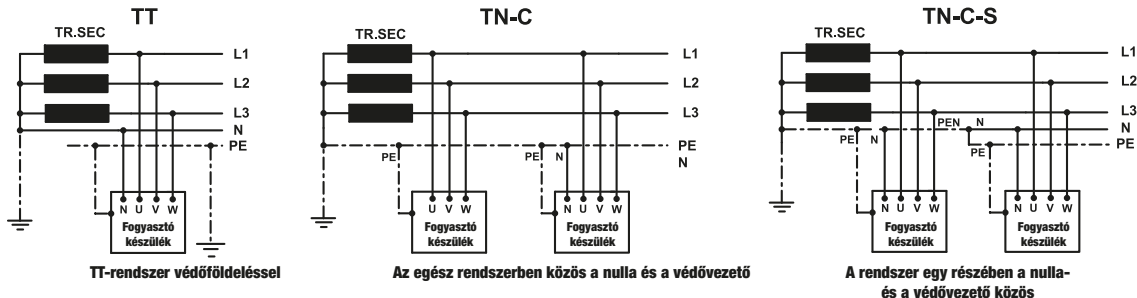 TT
TR.SEC
L1
L2
L3
N
PE
N U V W
Fogyasztó
készülék
TT-rendszer védőföldeléssel
TN-C
TR.SEC
L1
L2
L3
PE
N
PE
PE N
U V W
Fogyasztó
készülék
N U V W
Fogyasztó
készülék
Az egész rendszerben közös a nulla és a védővezető
TN-C-S
TR.SEC
L1
L2
L3
PEN N
N
PE
PE N
PE
N U V W
Fogyasztó
készülék
N U V W
Fogyasztó
készülék
A rendszer egy részében a nulla-
és a védővezető közös